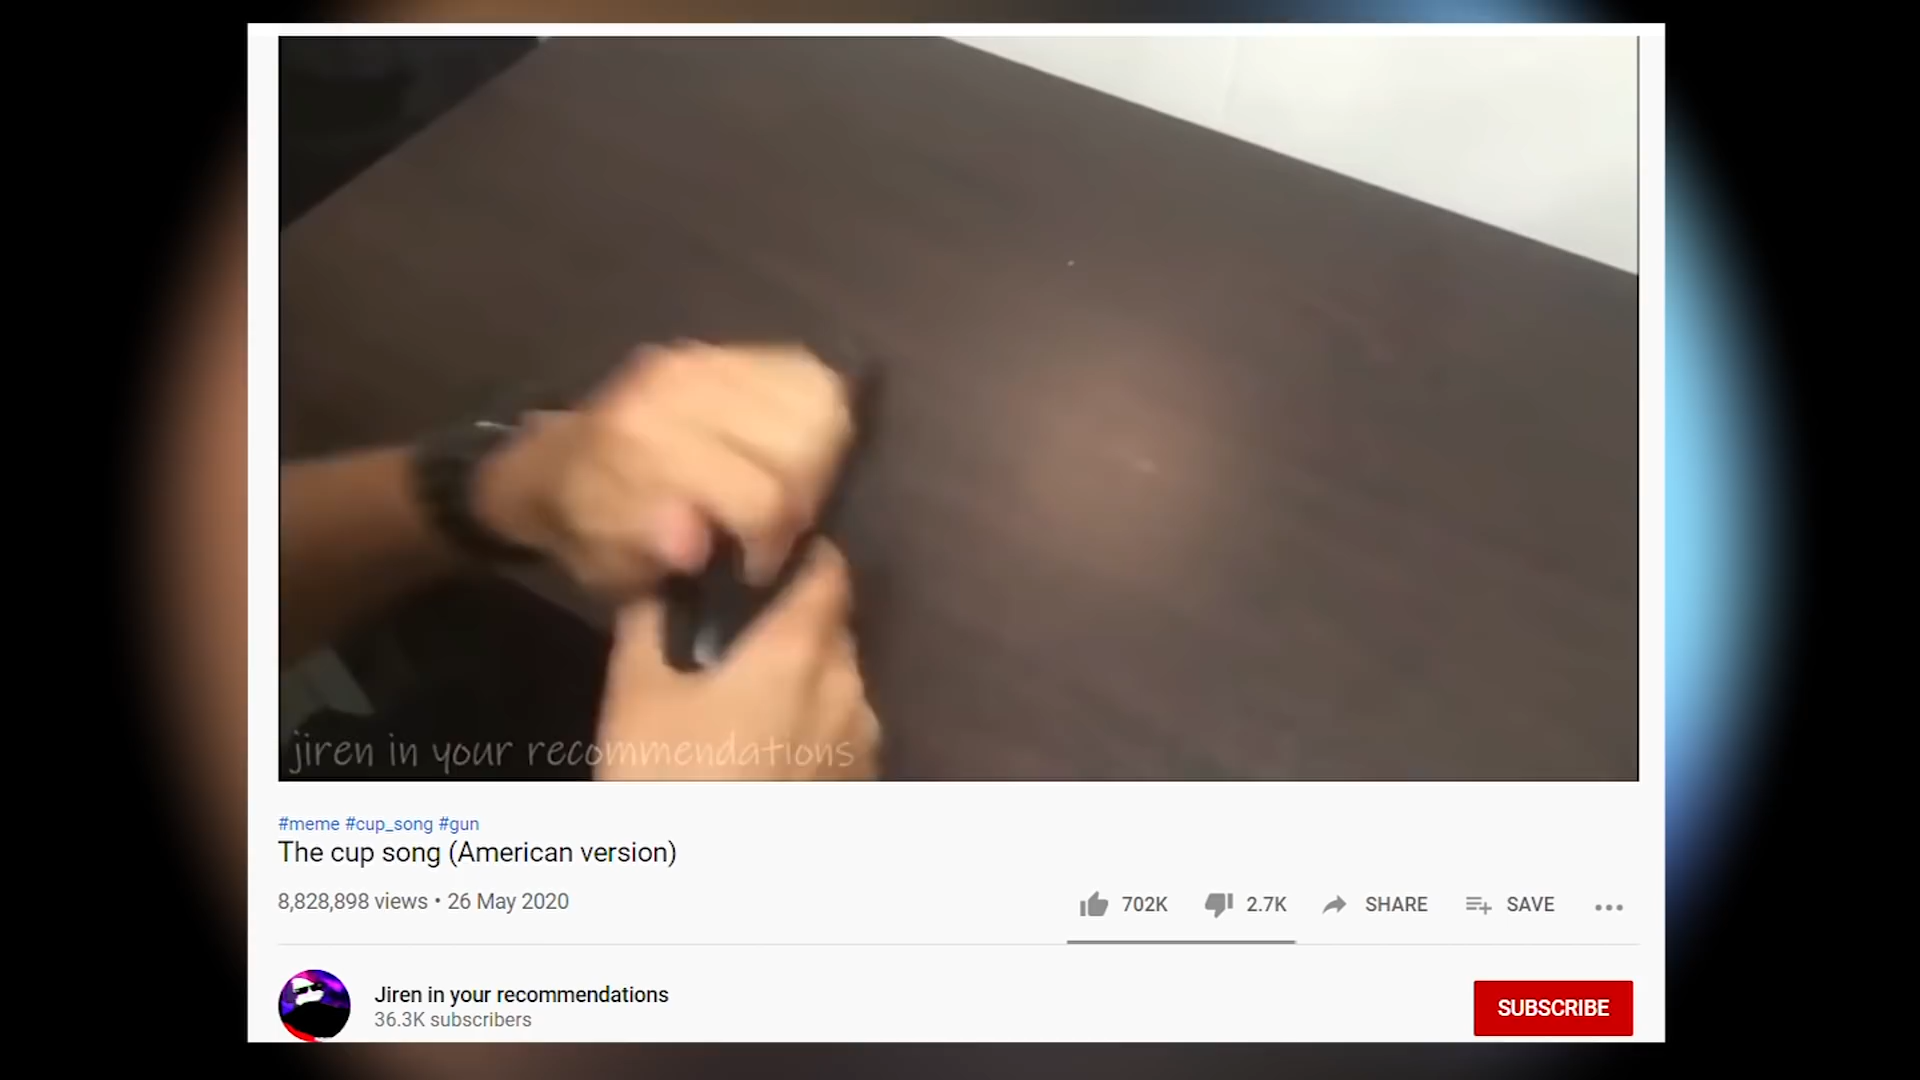 jiren in your recommendations
#meme #cup_song #gun
The cup song (American version)
8,828,898 views • 26 May 2020
702K 2.7K SHARE SAVE
Jiren in your recommendations
36.3K subscribers
SUBSCRIBE